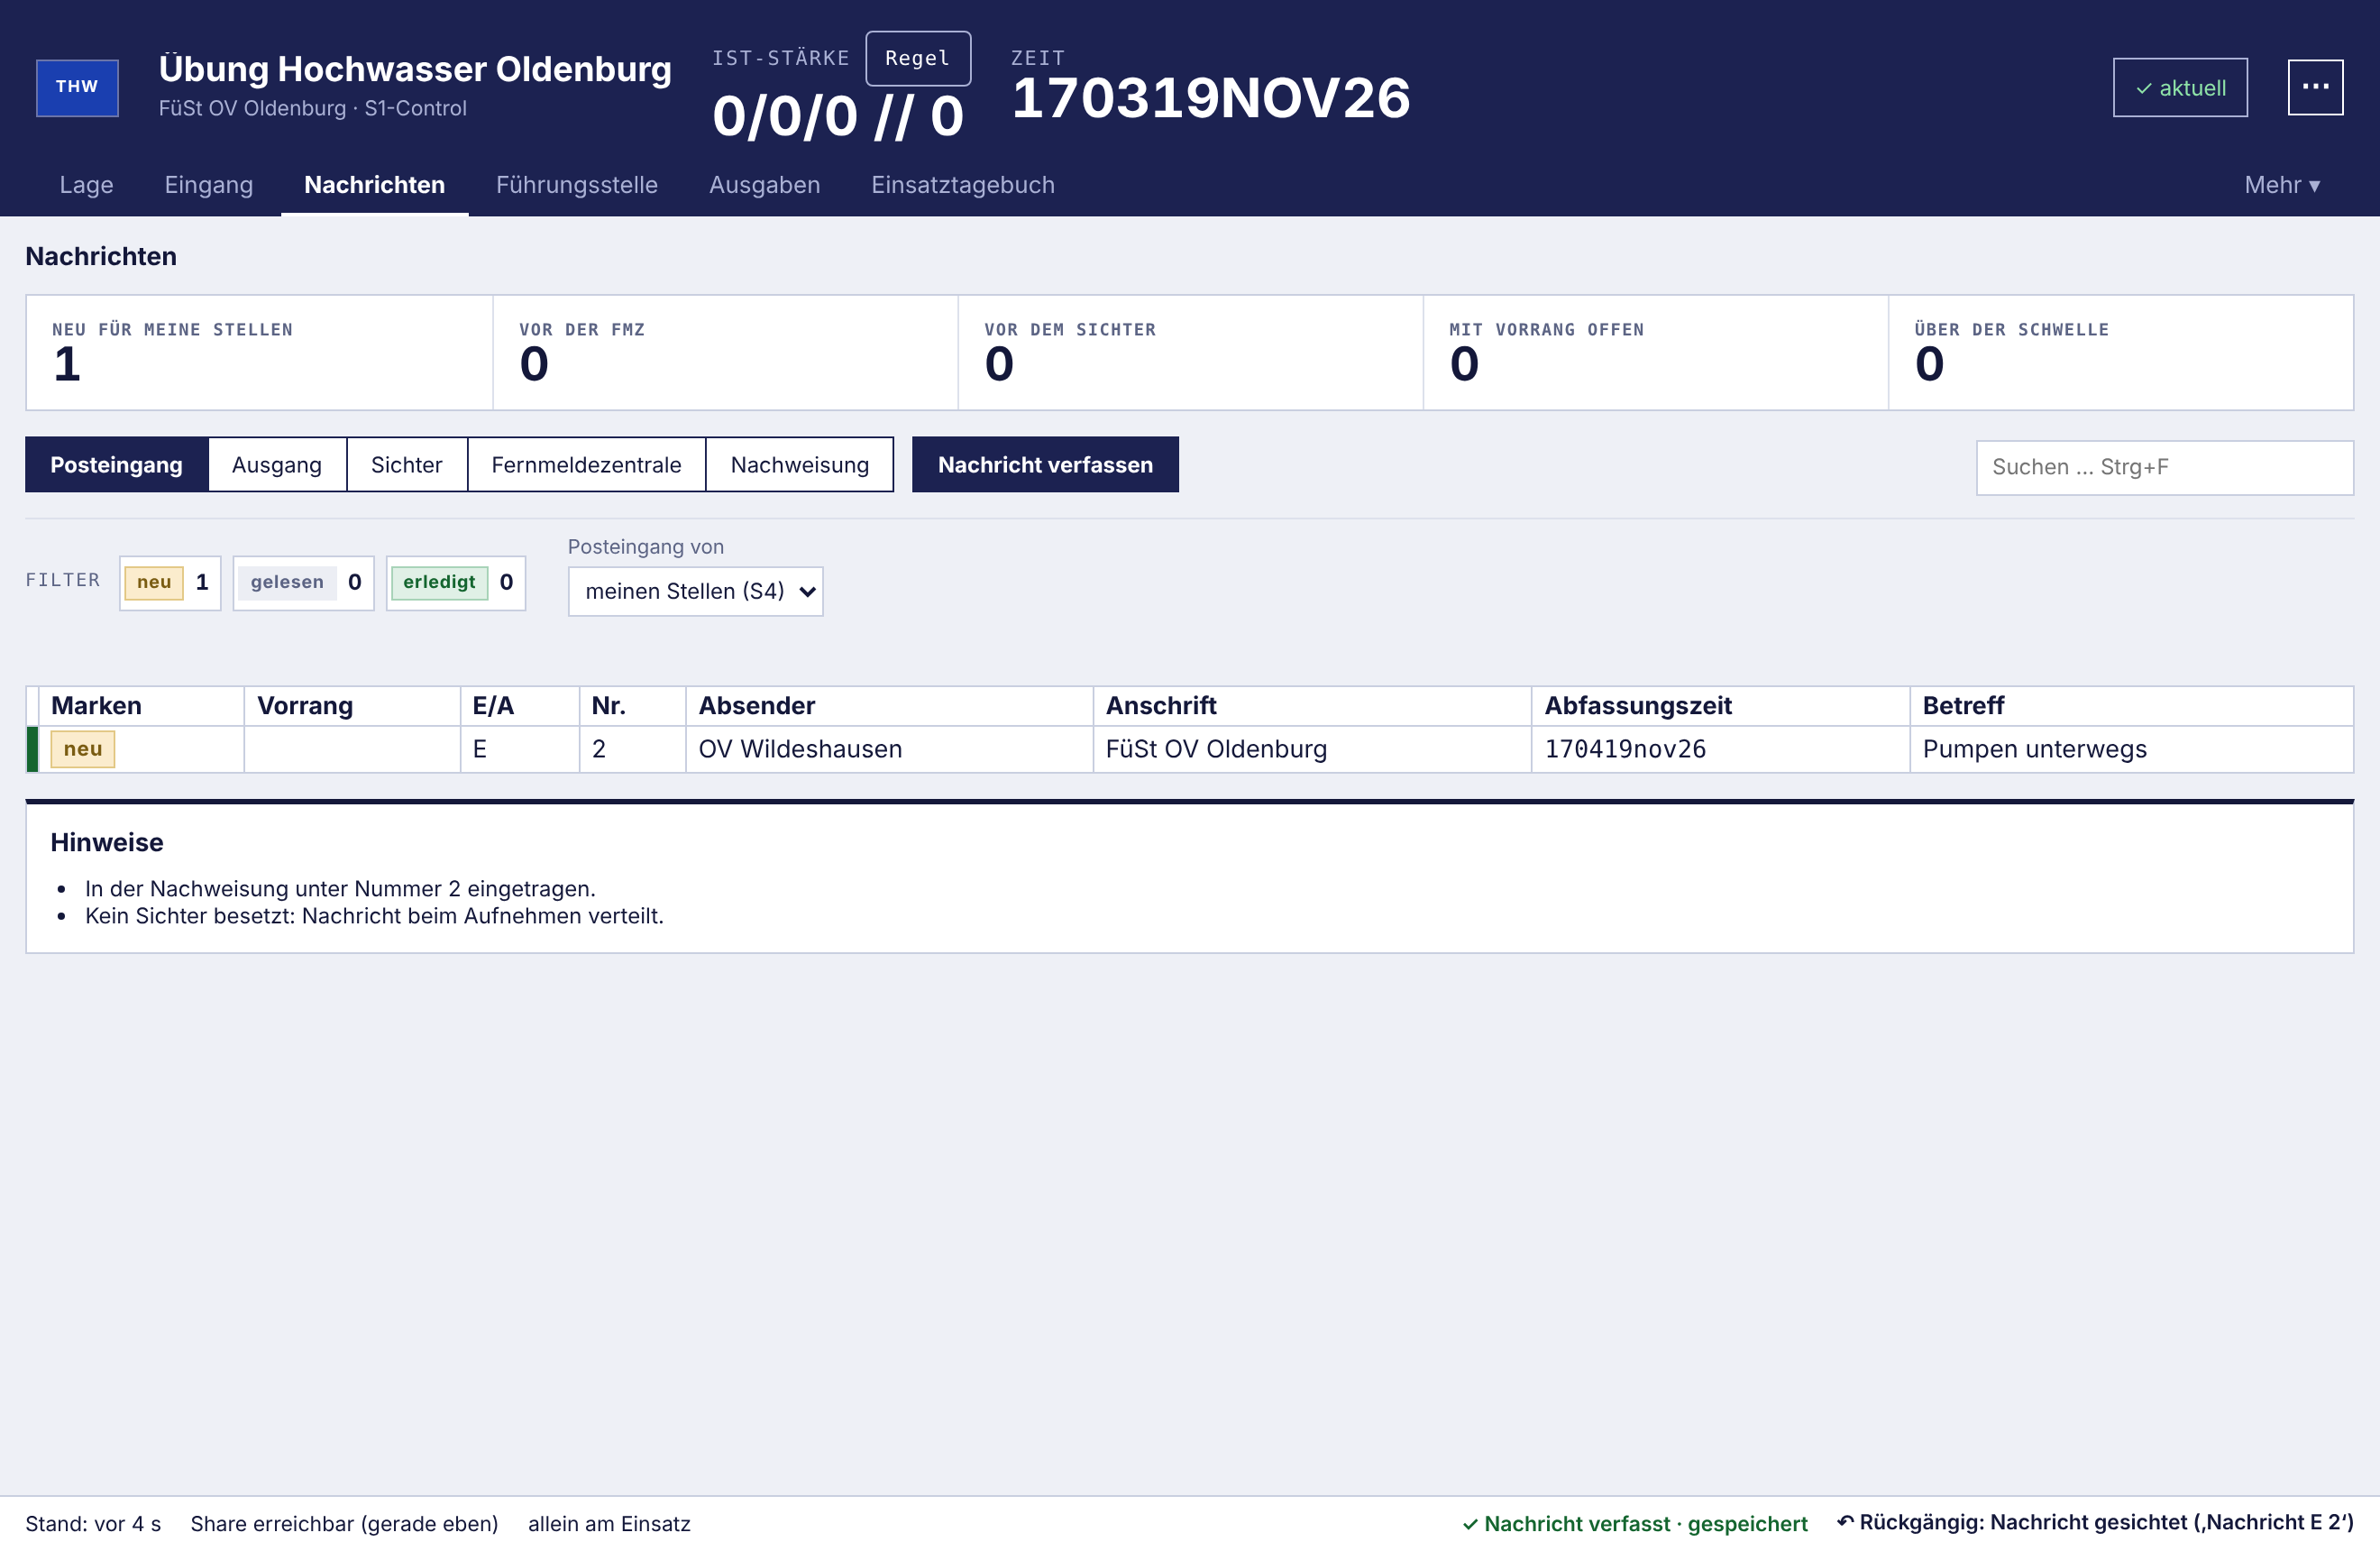 THW
Übung Hochwasser Oldenburg
FüSt OV Oldenburg · S1-Control
IST-STÄRKE Regel
0/0/0 // 0
ZEIT
170319NOV26
✓ aktuell
···
Lage Eingang Nachrichten Führungsstelle Ausgaben Einsatztagebuch Mehr ▾
Nachrichten
NEU FÜR MEINE STELLEN
1
VOR DER FMZ
0
VOR DEM SICHTER
0
MIT VORRANG OFFEN
0
ÜBER DER SCHWELLE
0
Posteingang Ausgang Sichter Fernmeldezentrale Nachweisung Nachricht verfassen Suchen ... Strg+F
Posteingang von
FILTER neu 1 gelesen 0 erledigt 0 meinen Stellen (S4)
Marken Vorrang E/A Nr. Absender Anschrift Abfassungszeit Betreff
neu E 2 OV Wildeshausen FüSt OV Oldenburg 170419nov26 Pumpen unterwegs
Hinweise
• In der Nachweisung unter Nummer 2 eingetragen.
• Kein Sichter besetzt: Nachricht beim Aufnehmen verteilt.
Stand: vor 4 s Share erreichbar (gerade eben) allein am Einsatz ✓ Nachricht verfasst · gespeichert ↶ Rückgängig: Nachricht gesichtet (‚Nachricht E 2‘)